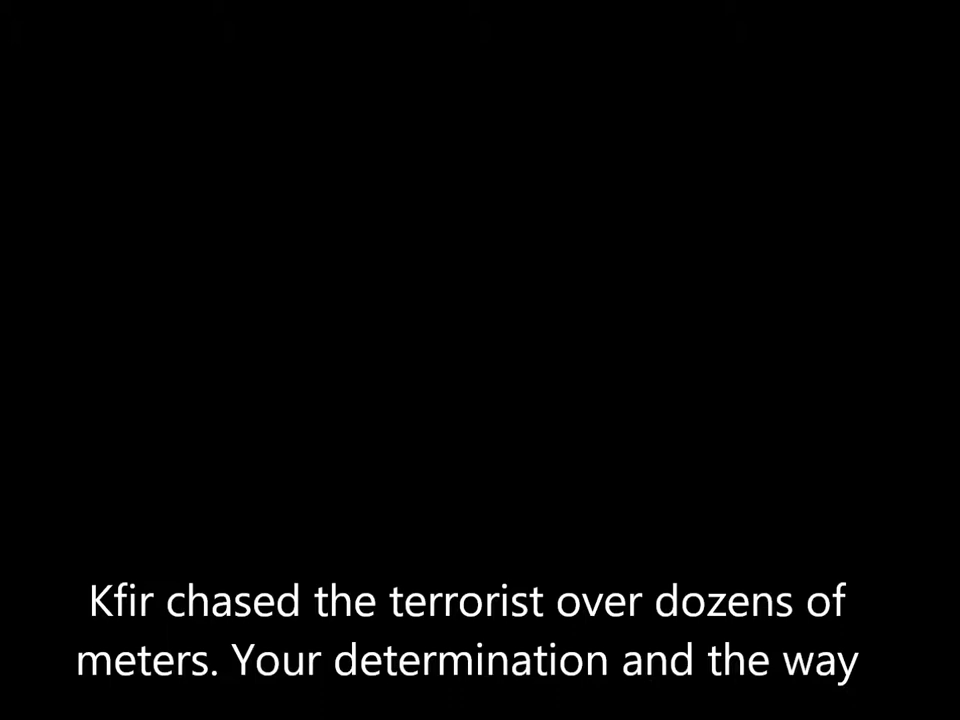 Kfir chased the terrorist over dozens of
meters. Your determination and the way